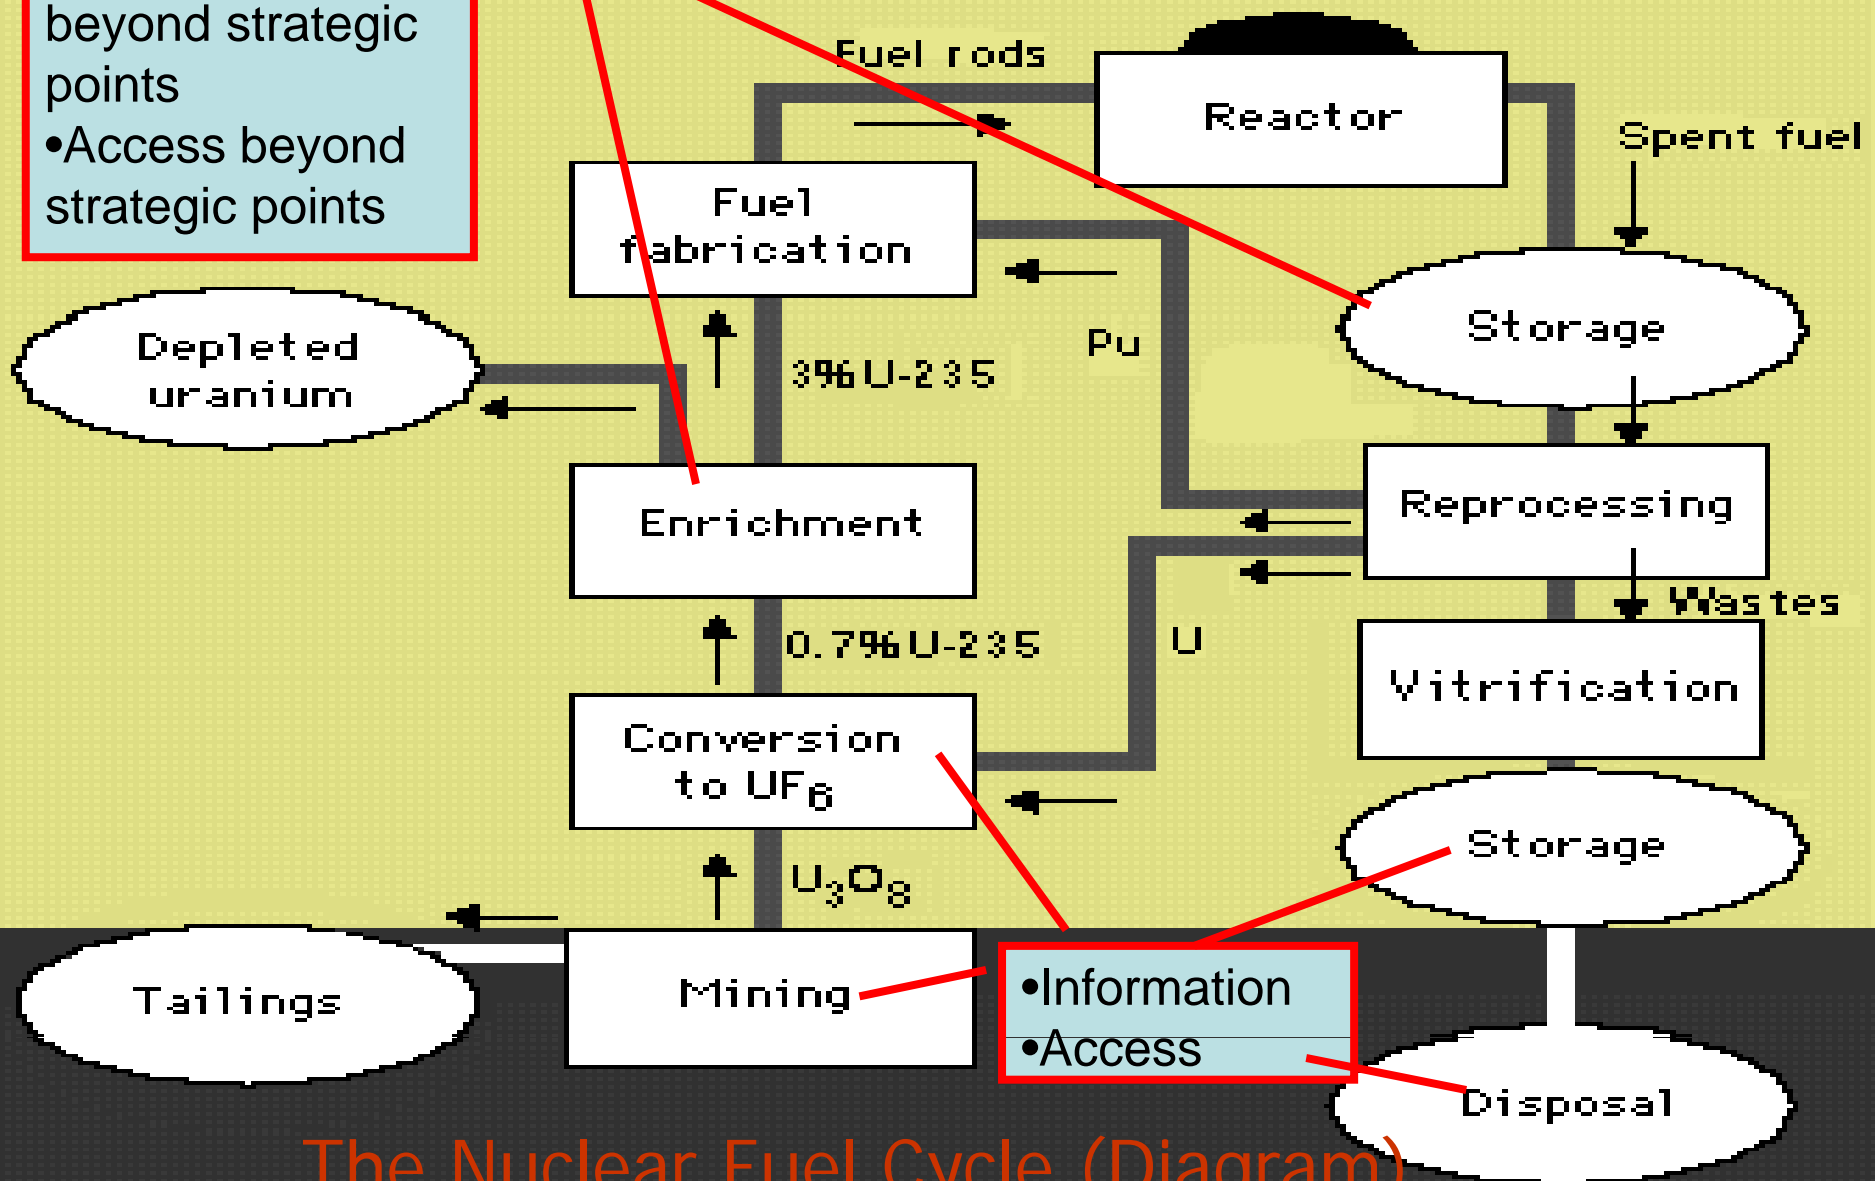 beyond strategic
points
•Access beyond
strategic points
Fuel rods
Reactor
Spent fuel
Fuel
fabrication
Storage
Pu
Depleted
uranium
3% U-235
Reprocessing
Enrichment
Wastes
0.7% U-235
U
Vitrification
Conversion
to UF₆
Storage
U₃O₈
Tailings
Mining
•Information
•Access
Disposal
The Nuclear Fuel Cycle (Diagram)